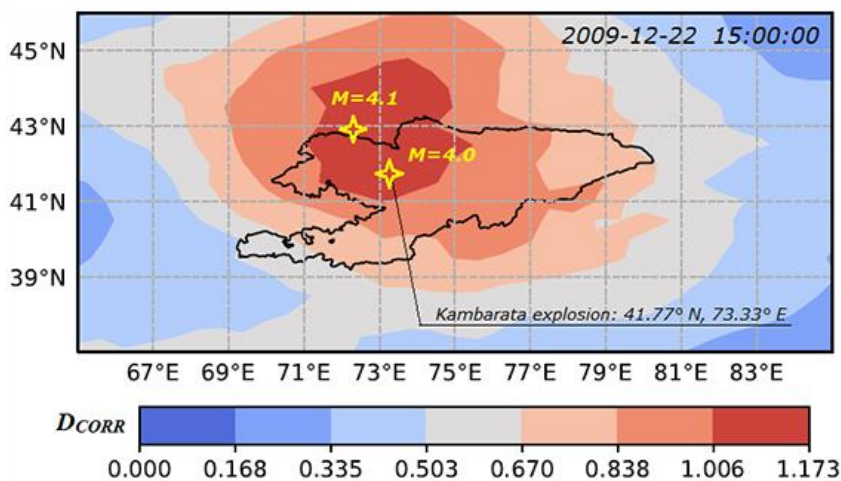 2009-12-22 15:00:00
45°N
M=4.1
43°N
M=4.0
41°N
39°N
Kambarata explosion: 41.77° N, 73.33° E
67°E 69°E 71°E 73°E 75°E 77°E 79°E 81°E 83°E
D_CORR
0.000 0.168 0.335 0.503 0.670 0.838 1.006 1.173